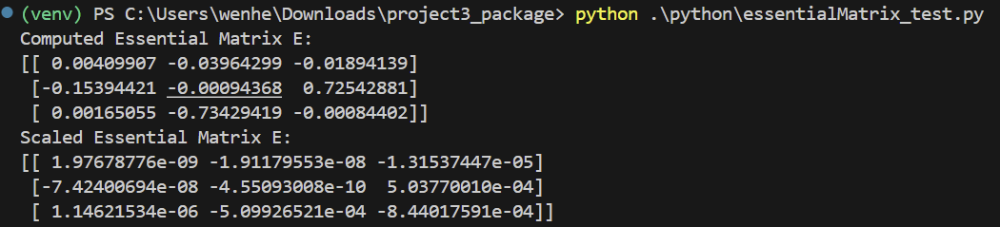 (venv) PS C:\Users\wenhe\Downloads\project3_package> python .\python\essentialMatrix_test.py
Computed Essential Matrix E:
[[ 0.00409907 -0.03964299 -0.01894139]
 [-0.15394421 -0.00094368  0.72542881]
 [ 0.00165055 -0.73429419 -0.00084402]]
Scaled Essential Matrix E:
[[ 1.97678776e-09 -1.91179553e-08 -1.31537447e-05]
 [-7.42400694e-08 -4.55093008e-10  5.03770010e-04]
 [ 1.14621534e-06 -5.09926521e-04 -8.44017591e-04]]